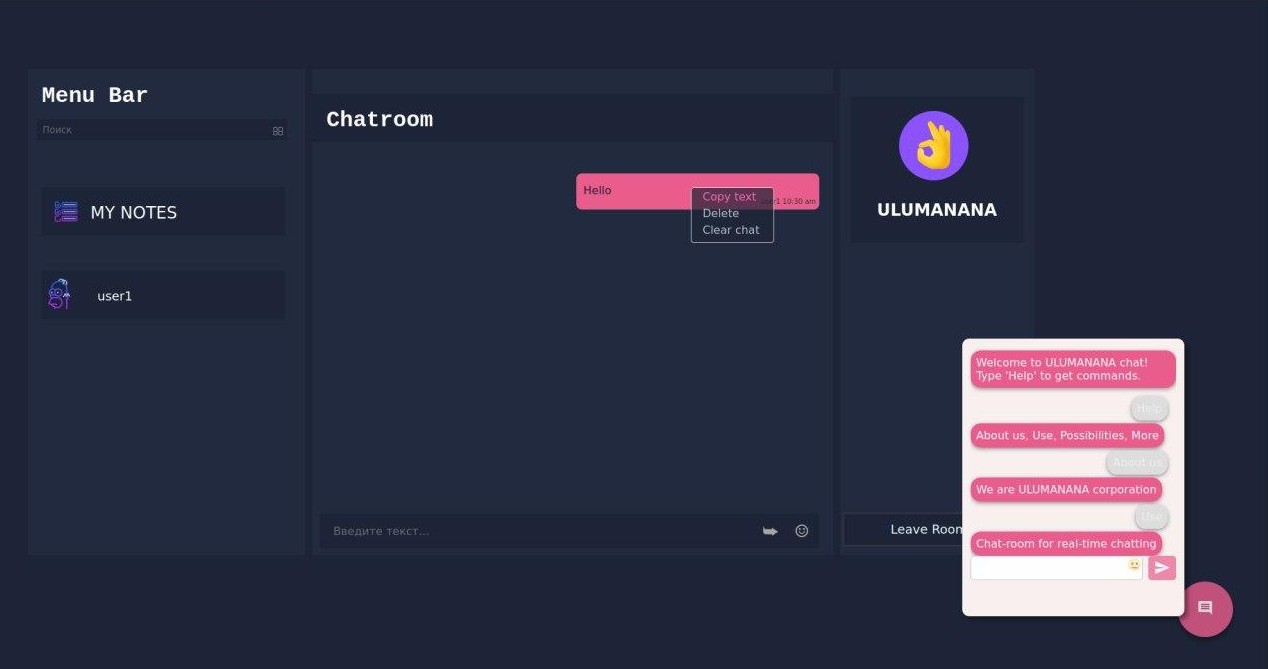 Menu Bar
Поиск
MY NOTES
user1
Chatroom
Hello
user1 10:30 am
Copy text
Delete
Clear chat
Введите текст...
ULUMANANA
Leave Room
Welcome to ULUMANANA chat!
Type 'Help' to get commands.
Help
About us, Use, Possibilities, More
About us
We are ULUMANANA corporation
Use
Chat-room for real-time chatting